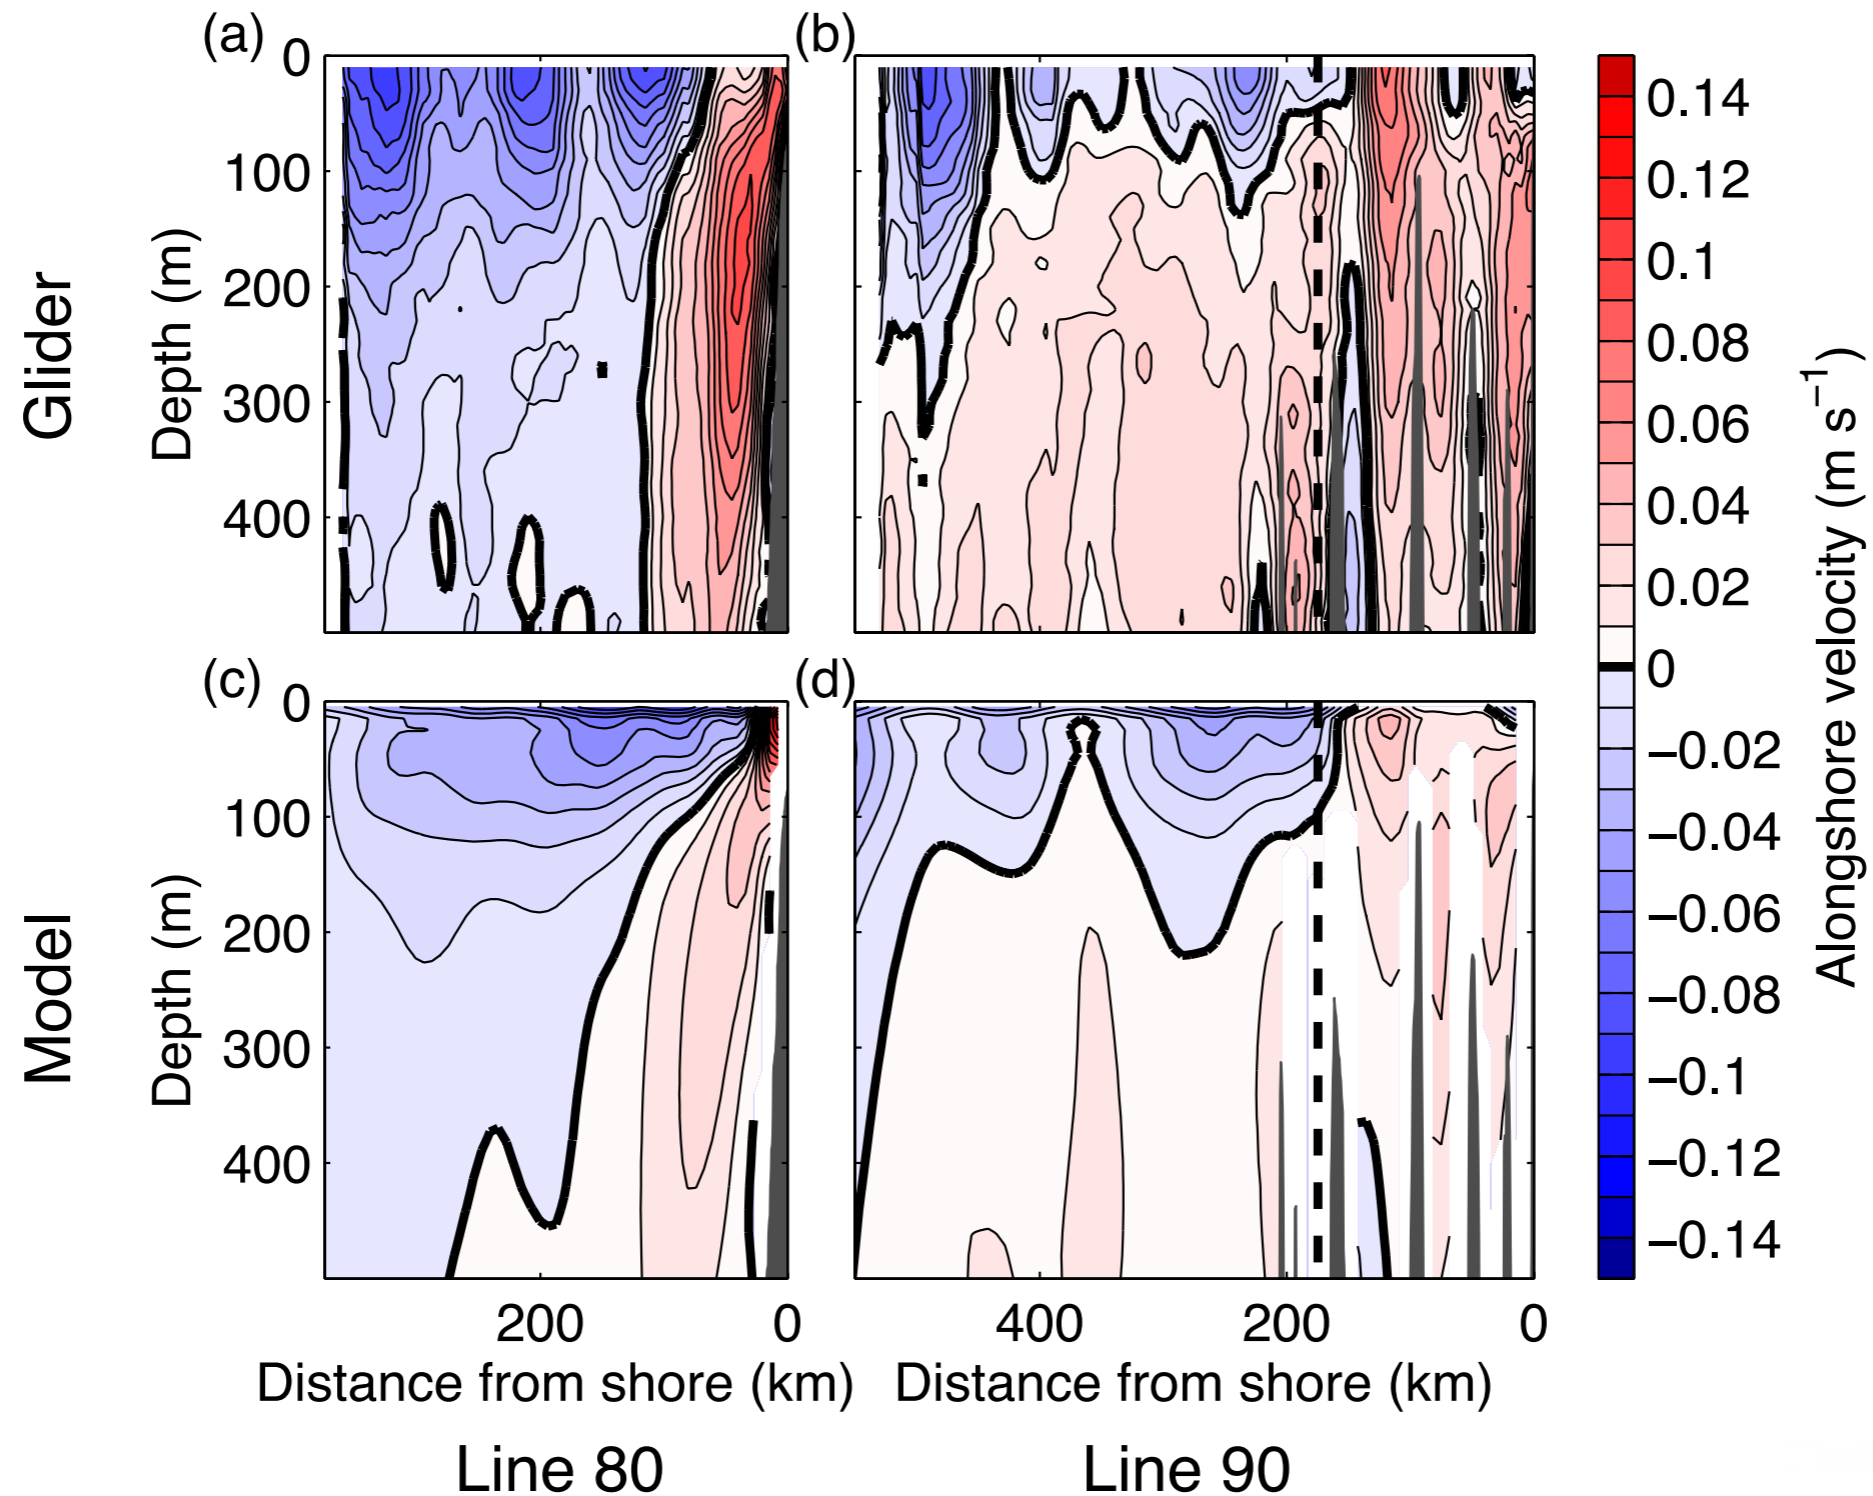 (a)
(b)
0
100
200
300
400
Depth (m)
Glider
(c)
(d)
0
100
200
300
400
Depth (m)
Model
200
0
400
200
0
Distance from shore (km)
Distance from shore (km)
Line 80
Line 90
0.14
0.12
0.1
0.08
0.06
0.04
0.02
0
−0.02
−0.04
−0.06
−0.08
−0.1
−0.12
−0.14
Alongshore velocity (m s⁻¹)